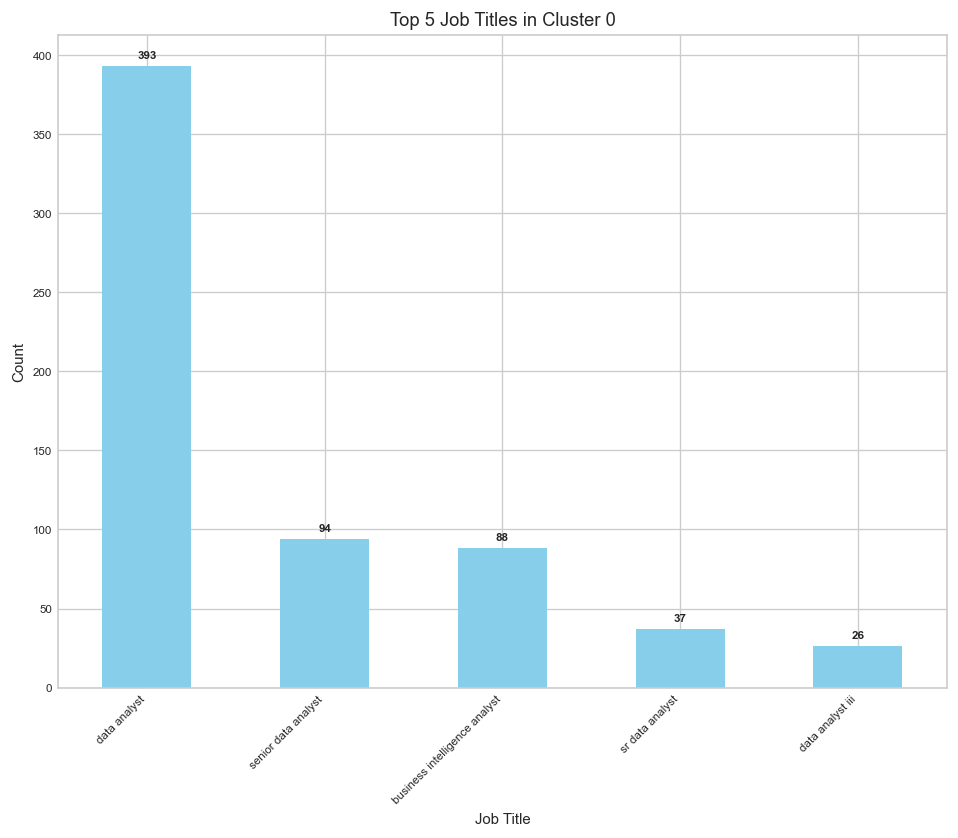 Top 5 Job Titles in Cluster 0
400
350
300
250
200
150
100
50
0
Count
393
94
88
37
26
data analyst
senior data analyst
business intelligence analyst
sr data analyst
data analyst iii
Job Title